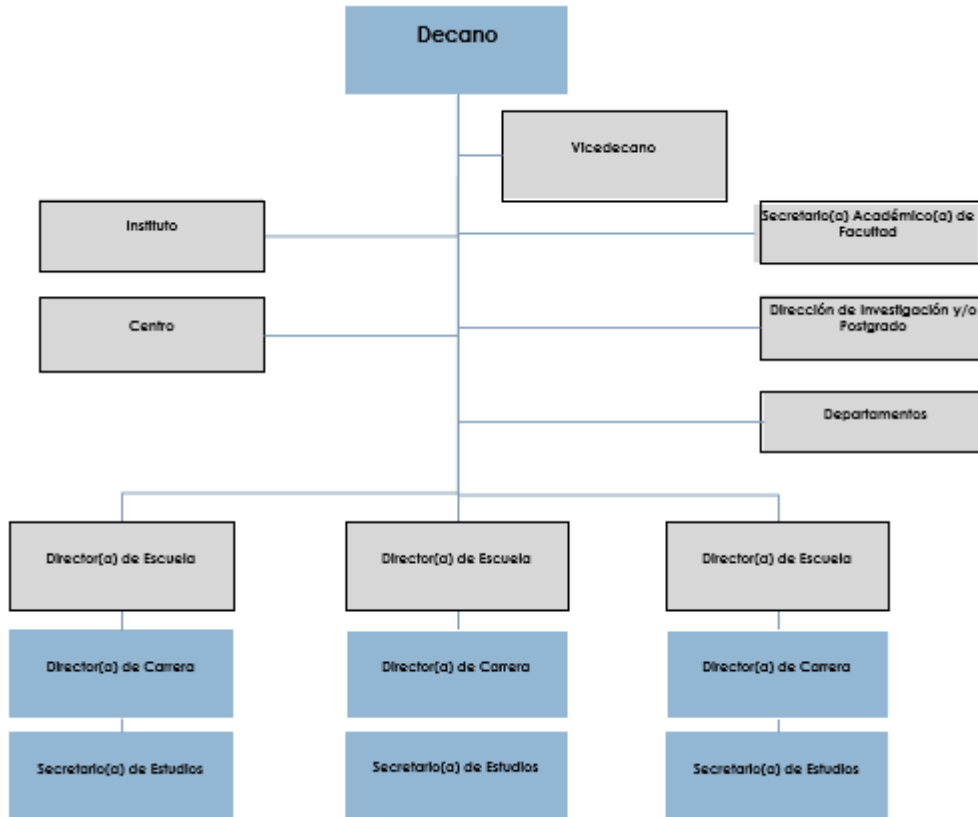 Decano
Vicedecano
Instituto
Secretario(a) Académico(a) de
Facultad
Centro
Dirección de Investigación y/o
Postgrado
Departamentos
Director(a) de Escuela
Director(a) de Escuela
Director(a) de Escuela
Director(a) de Carrera
Director(a) de Carrera
Director(a) de Carrera
Secretario(a) de Estudios
Secretario(a) de Estudios
Secretario(a) de Estudios